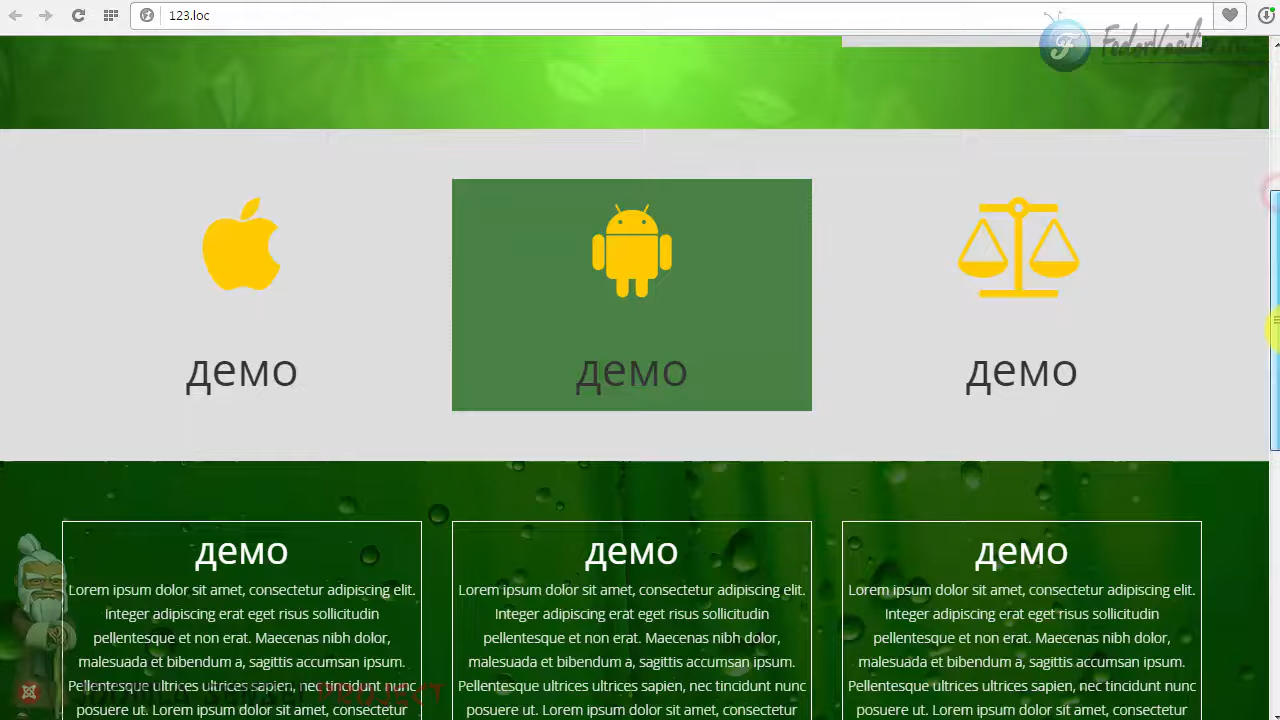 123.loc
демо
демо
демо
демо
Lorem ipsum dolor sit amet, consectetur adipiscing elit.
Integer adipiscing erat eget risus sollicitudin
pellentesque et non erat. Maecenas nibh dolor,
malesuada et bibendum a, sagittis accumsan ipsum.
Pellentesque ultrices ultrices sapien, nec tincidunt nunc
posuere ut. Lorem ipsum dolor sit amet, consectetur
демо
Lorem ipsum dolor sit amet, consectetur adipiscing elit.
Integer adipiscing erat eget risus sollicitudin
pellentesque et non erat. Maecenas nibh dolor,
malesuada et bibendum a, sagittis accumsan ipsum.
Pellentesque ultrices ultrices sapien, nec tincidunt nunc
posuere ut. Lorem ipsum dolor sit amet, consectetur
демо
Lorem ipsum dolor sit amet, consectetur adipiscing elit.
Integer adipiscing erat eget risus sollicitudin
pellentesque et non erat. Maecenas nibh dolor,
malesuada et bibendum a, sagittis accumsan ipsum.
Pellentesque ultrices ultrices sapien, nec tincidunt nunc
posuere ut. Lorem ipsum dolor sit amet, consectetur
PROJECT